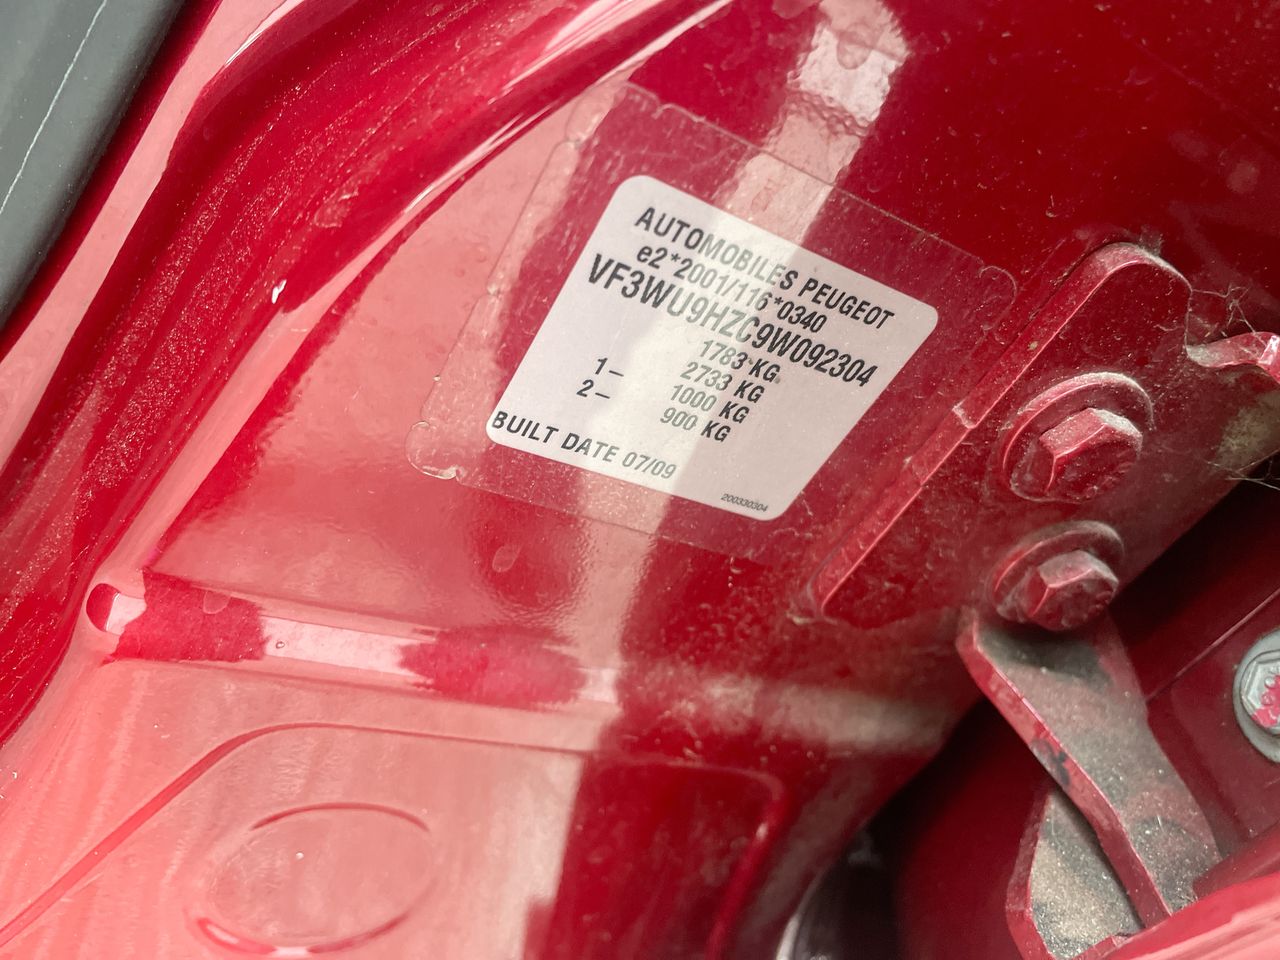 AUTOMOBILES PEUGEOT
e2*2001/116*0340
VF3WU9HZC9W092304
1783 KG
2733 KG
1– 1000 KG
2– 900 KG
BUILT DATE 07/09
200330304